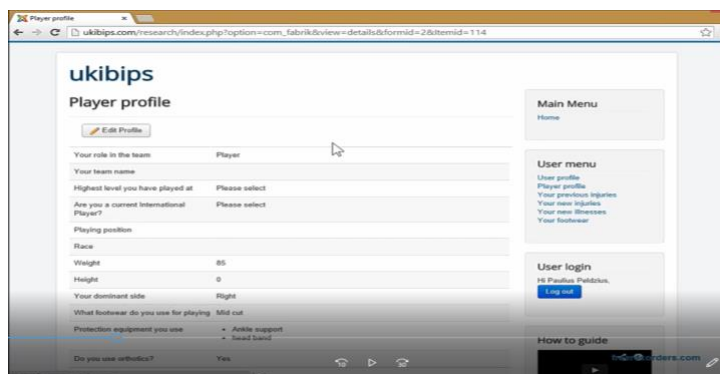 Player profile
ukibips.com/research/index.php?option=com_fabrik&view=details&formid=2&Itemid=114
ukibips
Player profile
Edit Profile
Your role in the team Player
Your team name
Highest level you have played at Please select
Are you a current International Player? Please select
Playing position
Race
Weight 85
Height 0
Your dominant side Right
What footwear do you use for playing Mid cut
Protection equipment you use
Ankle support
head band
Do you use orthotics? Yes
Main Menu
Home
User menu
User profile
Player profile
Your previous injuries
Your new injuries
Your new illnesses
Your footwear
User login
Hi Paulius Peldzius,
Log out
How to guide
10
30